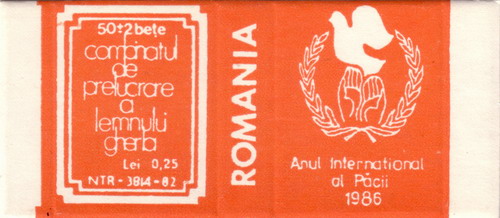 50±2 bețe
combinatul
de
prelucrare
a
lemnului
gherla
Lei 0,25
NTR-3814-82
ROMANIA
Anul International
al Păcii
1986